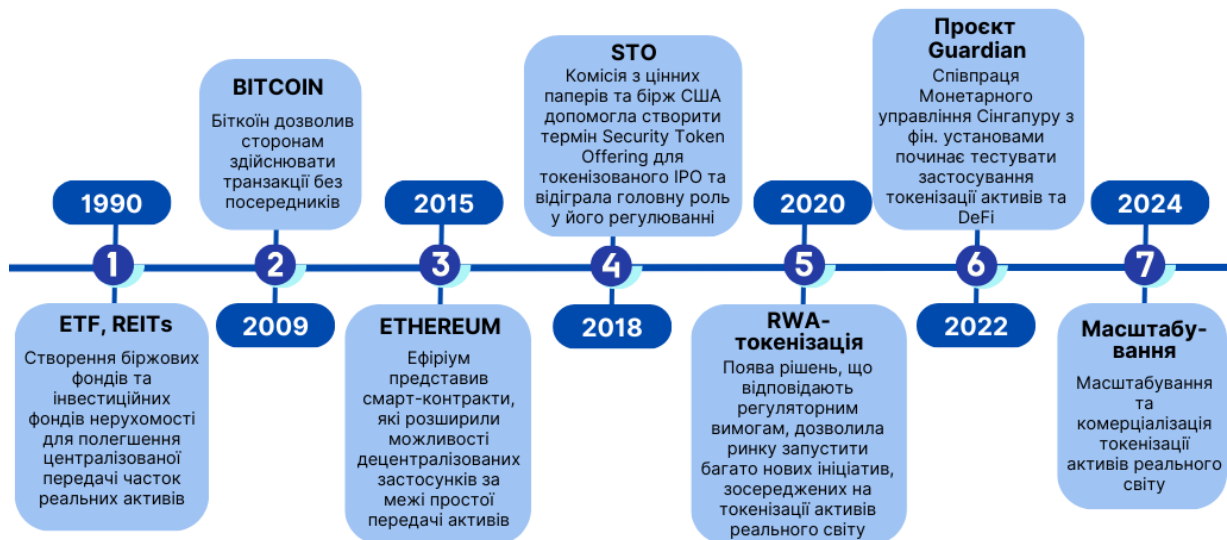 1990
1
ETF, REITs
Створення біржових
фондів та
інвестиційних
фондів нерухомості
для полегшення
централізованої
передачі часток
реальних активів
BITCOIN
Біткоїн дозволив
сторонам
здійснювати
транзакції без
посередників
2
2009
2015
3
ETHEREUM
Ефіріум
представив
смарт-контракти,
які розширили
можливості
децентралізованих
застосунків за
межі простої
передачі активів
STO
Комісія з цінних
паперів та бірж США
допомогла створити
термін Security Token
Offering для
токенізованого IPO та
відіграла головну роль
у його регулюванні
4
2018
2020
5
RWA-
токенізація
Поява рішень, що
відповідають
регуляторним
вимогам, дозволила
ринку запустити
багато нових ініціатив,
зосереджених на
токенізації активів
реального світу
Проєкт
Guardian
Співпраця
Монетарного
управління Сінгапуру з
фін. установами
починає тестувати
застосування
токенізації активів та
DeFi
6
2022
2024
7
Масштабу-
вання
Масштабування
та
комерціалізація
токенізації
активів реального
світу